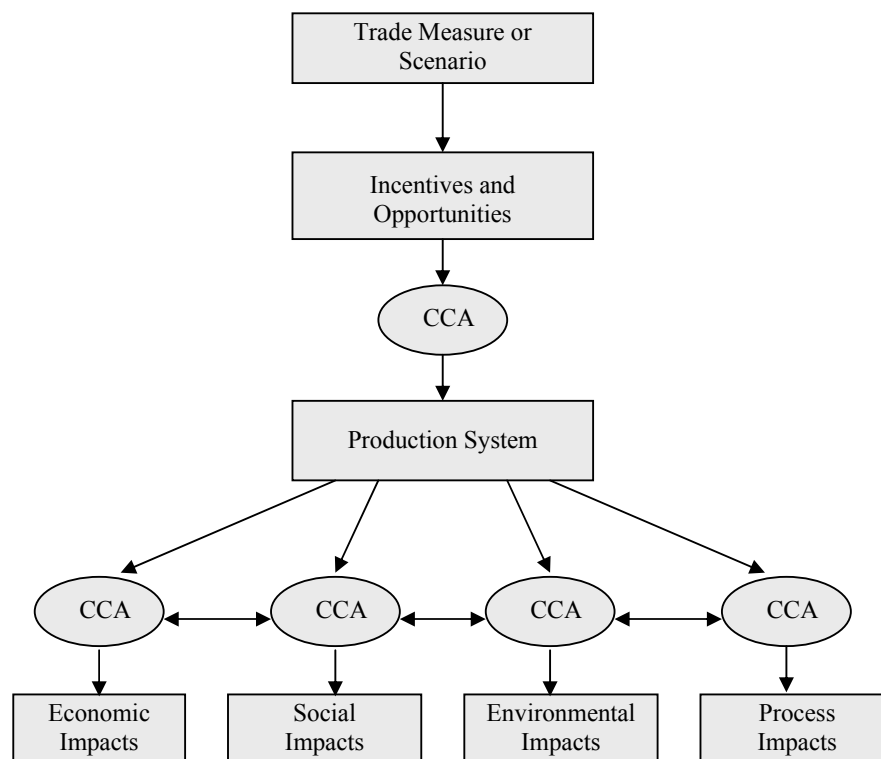 Trade Measure or
Scenario
Incentives and
Opportunities
CCA
Production System
CCA
CCA
CCA
CCA
Economic
Impacts
Social
Impacts
Environmental
Impacts
Process
Impacts